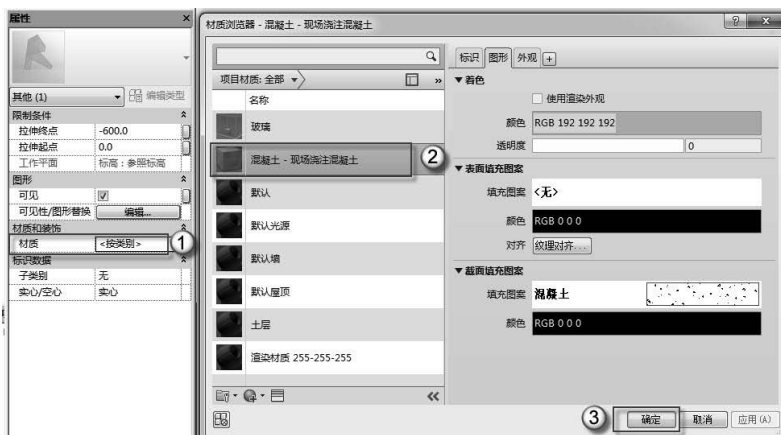 属性
其他 (1)
编辑类型
限制条件
拉伸终点 -600.0
拉伸起点 0.0
工作平面 标高：参照标高
图形
可见
可见性/图形替换 编辑...
材质和装饰
材质 <按类别>
①
标识数据
子类别 无
实心/空心 实心
材质浏览器 - 混凝土 - 现场浇注混凝土
项目材质: 全部
名称
玻璃
混凝土 - 现场浇注混凝土
②
默认
默认光源
默认墙
默认屋顶
土层
渲染材质 255-255-255
标识 图形 外观
▼着色
使用渲染外观
颜色 RGB 192 192 192
透明度 0
▼表面填充图案
填充图案 <无>
颜色 RGB 0 0 0
对齐 纹理对齐...
▼截面填充图案
填充图案 混凝土
颜色 RGB 0 0 0
③
确定 取消 应用 (A)